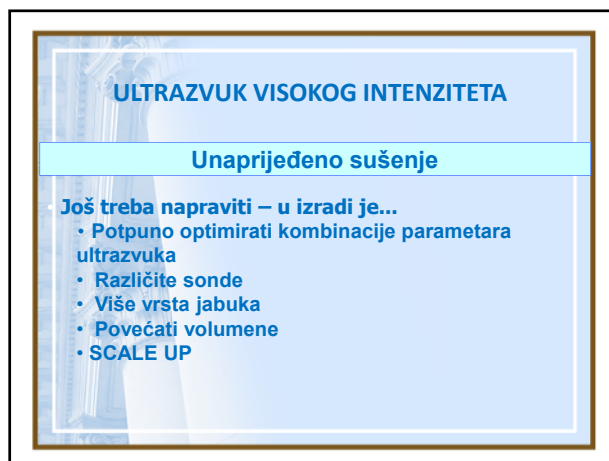 ULTRAZVUK VISOKOG INTENZITETA
Unaprijeđeno sušenje
• Još treba napraviti – u izradi je...
• Potpuno optimirati kombinacije parametara
ultrazvuka
• Različite sonde
• Više vrsta jabuka
• Povećati volumene
• SCALE UP